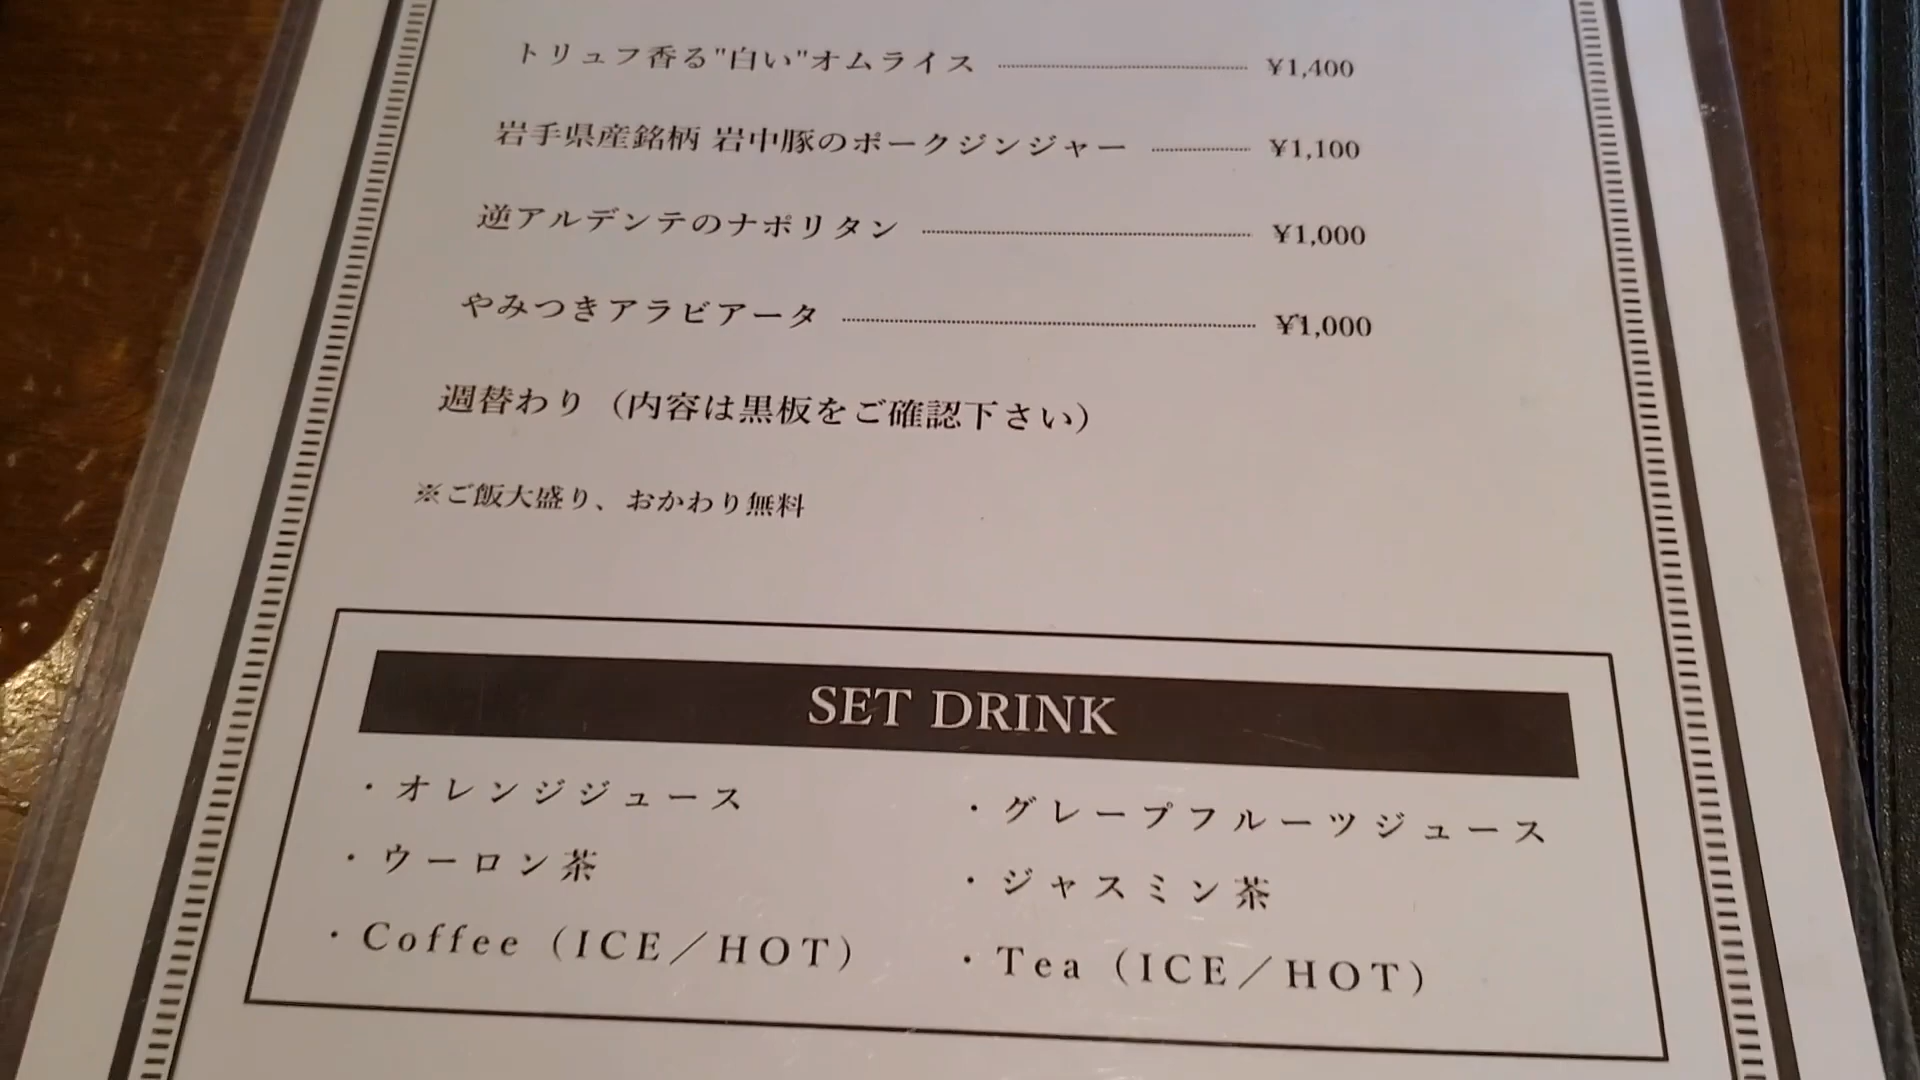 トリュフ香る"白い"オムライス ¥1,400
岩手県産銘柄 岩中豚のポークジンジャー ¥1,100
逆アルデンテのナポリタン ¥1,000
やみつきアラビアータ ¥1,000
週替わり（内容は黒板をご確認下さい）
※ご飯大盛り、おかわり無料
SET DRINK
・オレンジジュース ・グレープフルーツジュース
・ウーロン茶 ・ジャスミン茶
・Coffee（ICE／HOT） ・Tea（ICE／HOT）